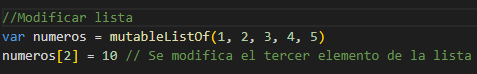 //Modificar lista
var numeros = mutableListOf(1, 2, 3, 4, 5)
numeros[2] = 10 // Se modifica el tercer elemento de la lista